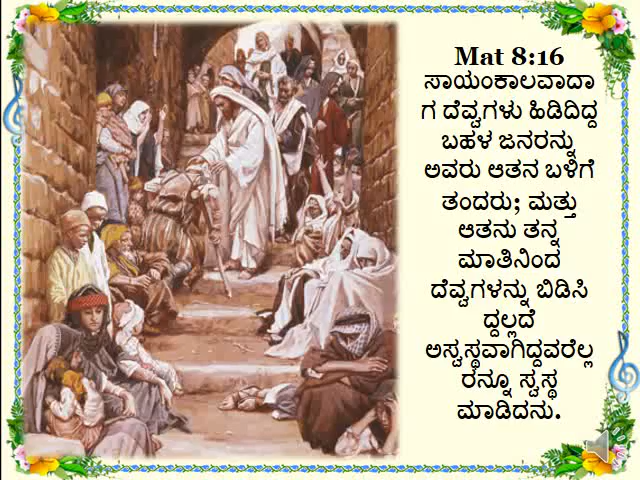 Mat 8:16
ಸಾಯಂಕಾಲವಾದಾ
ಗ ದೆವ್ವಗಳು ಹಿಡಿದಿದ್ದ
ಬಹಳ ಜನರನ್ನು
ಅವರು ಆತನ ಬಳಿಗೆ
ತಂದರು; ಮತ್ತು
ಆತನು ತನ್ನ
ಮಾತಿನಿಂದ
ದೆವ್ವಗಳನ್ನು ಬಿಡಿಸಿ
ದ್ದಲ್ಲದೆ
ಅಸ್ವಸ್ಥವಾಗಿದ್ದವರೆಲ್ಲ
ರನ್ನೂ ಸ್ವಸ್ಥ
ಮಾಡಿದನು.